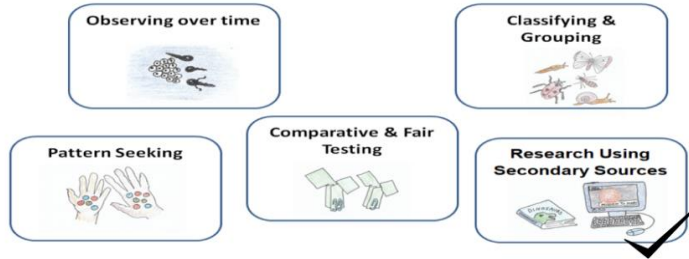 Observing over time
Classifying &
Grouping
Pattern Seeking
Comparative & Fair
Testing
Research Using
Secondary Sources